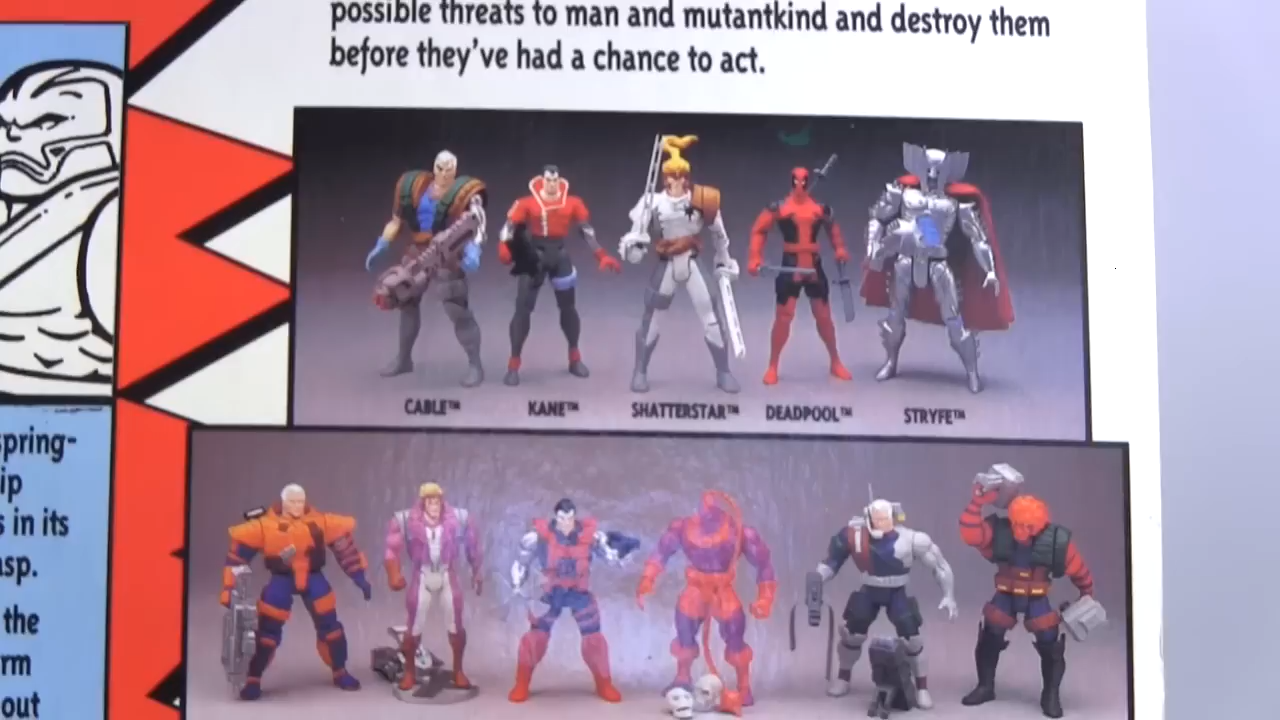 possible threats to man and mutantkind and destroy them
before they've had a chance to act.
CABLE™ KANE™ SHATTERSTAR™ DEADPOOL™ STRYFE™
spring-
ip
s in its
asp.
the
rm
out